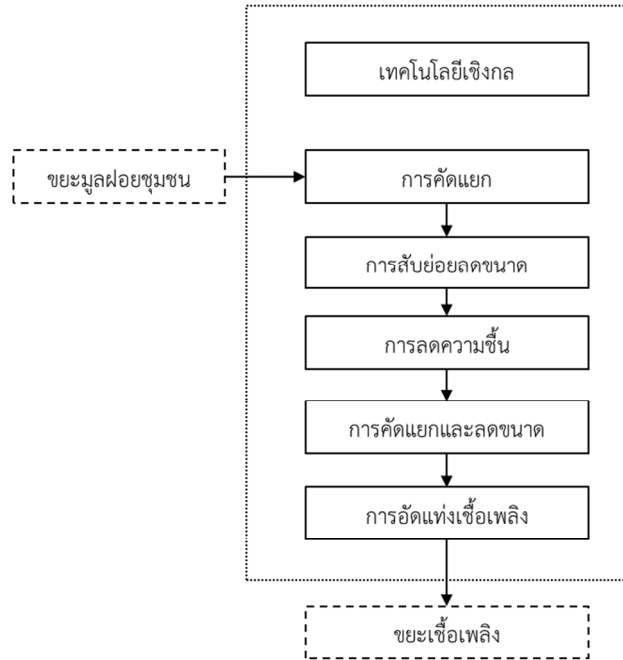 เทคโนโลยีเชิงกล
ขยะมูลฝอยชุมชน
การคัดแยก
การสับย่อยลดขนาด
การลดความชื้น
การคัดแยกและลดขนาด
การอัดแท่งเชื้อเพลิง
ขยะเชื้อเพลิง